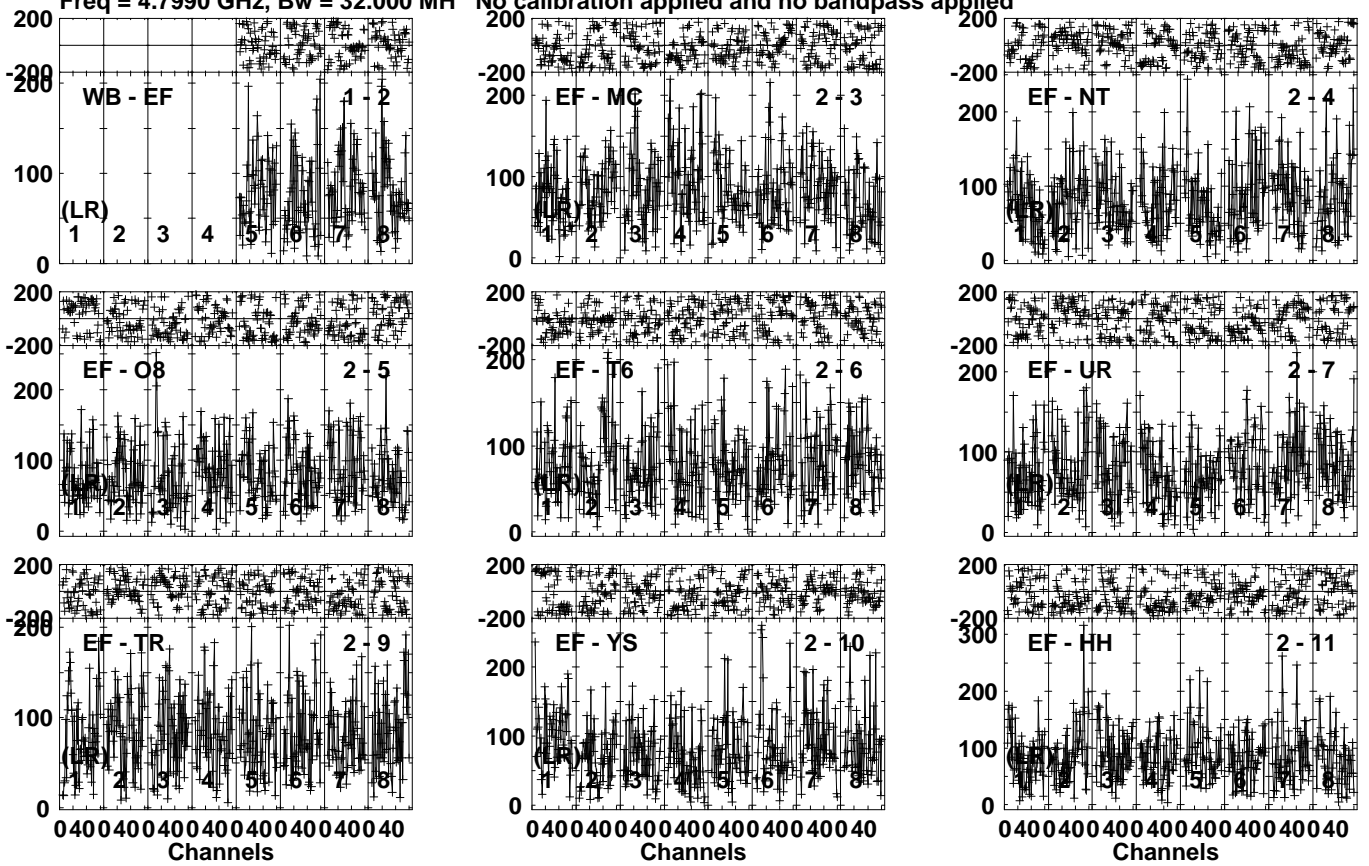 Freq = 4.7990 GHz, Bw = 32.000 MH No calibration applied and no bandpass applied
200
-200
200
100
0
WB - EF 1 - 2
(LR)
1 2 3 4 5 6 7 8
200
-200
200
100
0
EF - MC 2 - 3
(LR)
1 2 3 4 5 6 7 8
200
-200
200
100
0
EF - NT 2 - 4
(LR)
1 2 3 4 5 6 7 8
200
-200
200
100
0
EF - O8 2 - 5
(LR)
1 2 3 4 5 6 7 8
200
-200
200
100
0
EF - T6 2 - 6
(LR)
1 2 3 4 5 6 7 8
200
-200
200
100
0
EF - UR 2 - 7
(LR)
1 2 3 4 5 6 7 8
200
-200
200
100
0
EF - TR 2 - 9
(LR)
1 2 3 4 5 6 7 8
0 40 0 40 0 40 0 40 0 40 0 40 0 40 0 40
Channels
200
-200
200
100
0
EF - YS 2 - 10
(LR)
1 2 3 4 5 6 7 8
0 40 0 40 0 40 0 40 0 40 0 40 0 40 0 40
Channels
200
-200
300
200
100
0
EF - HH 2 - 11
(LR)
1 2 3 4 5 6 7 8
0 40 0 40 0 40 0 40 0 40 0 40 0 40 0 40
Channels